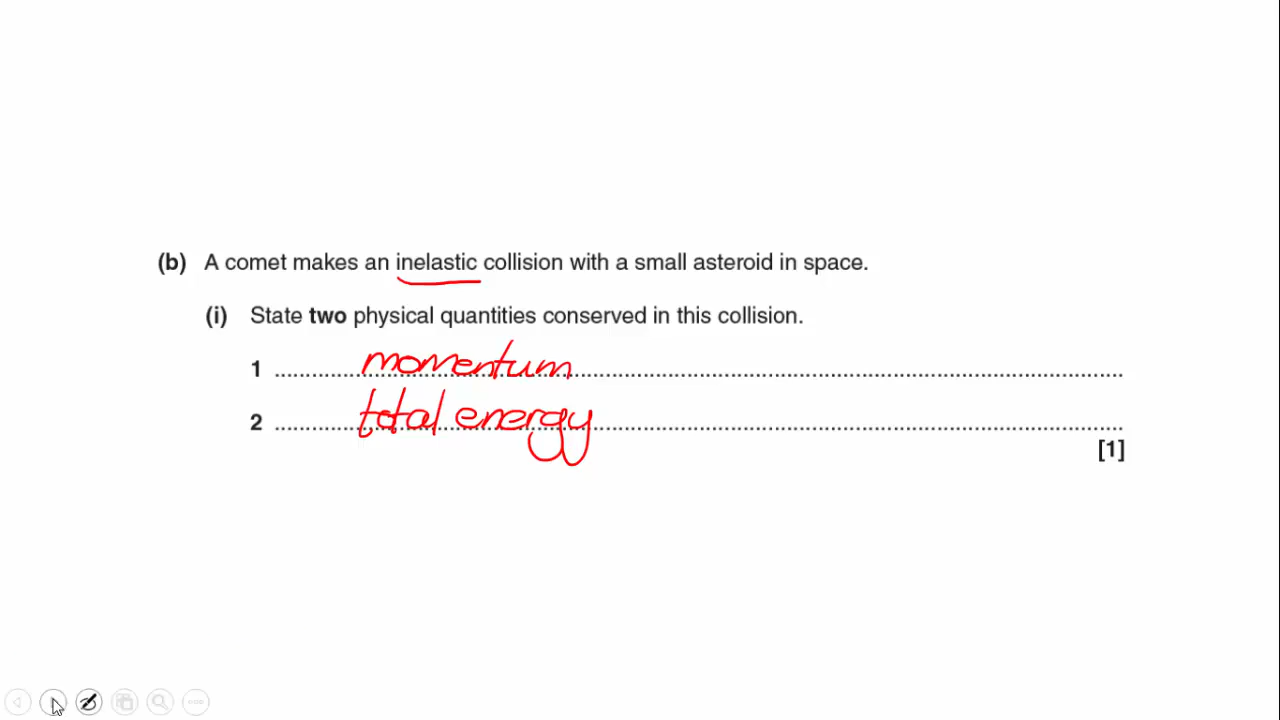 (b) A comet makes an inelastic collision with a small asteroid in space.
(i) State two physical quantities conserved in this collision.
1 momentum
2 total energy
[1]